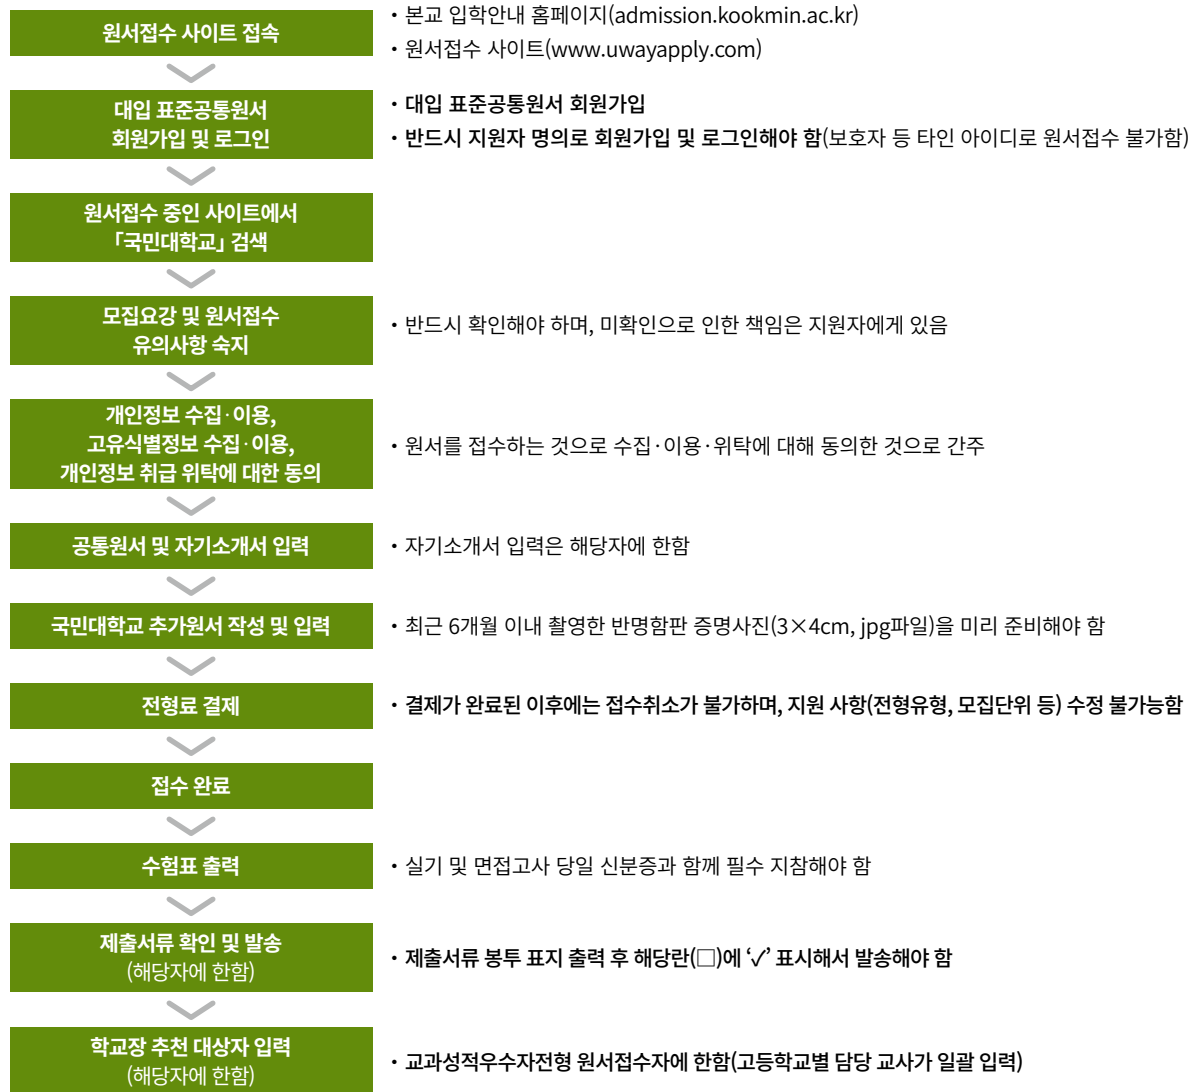 원서접수 사이트 접속
• 본교 입학안내 홈페이지(admission.kookmin.ac.kr)
• 원서접수 사이트(www.uwayapply.com)
대입 표준공통원서
회원가입 및 로그인
• 대입 표준공통원서 회원가입
• 반드시 지원자 명의로 회원가입 및 로그인해야 함(보호자 등 타인 아이디로 원서접수 불가함)
원서접수 중인 사이트에서
「국민대학교」 검색
모집요강 및 원서접수
유의사항 숙지
• 반드시 확인해야 하며, 미확인으로 인한 책임은 지원자에게 있음
개인정보 수집·이용,
고유식별정보 수집·이용,
개인정보 취급 위탁에 대한 동의
• 원서를 접수하는 것으로 수집·이용·위탁에 대해 동의한 것으로 간주
공통원서 및 자기소개서 입력
• 자기소개서 입력은 해당자에 한함
국민대학교 추가원서 작성 및 입력
• 최근 6개월 이내 촬영한 반명함판 증명사진(3×4cm, jpg파일)을 미리 준비해야 함
전형료 결제
• 결제가 완료된 이후에는 접수취소가 불가하며, 지원 사항(전형유형, 모집단위 등) 수정 불가능함
접수 완료
수험표 출력
• 실기 및 면접고사 당일 신분증과 함께 필수 지참해야 함
제출서류 확인 및 발송
(해당자에 한함)
• 제출서류 봉투 표지 출력 후 해당란(□)에 ‘✓’ 표시해서 발송해야 함
학교장 추천 대상자 입력
(해당자에 한함)
• 교과성적우수자전형 원서접수자에 한함(고등학교별 담당 교사가 일괄 입력)